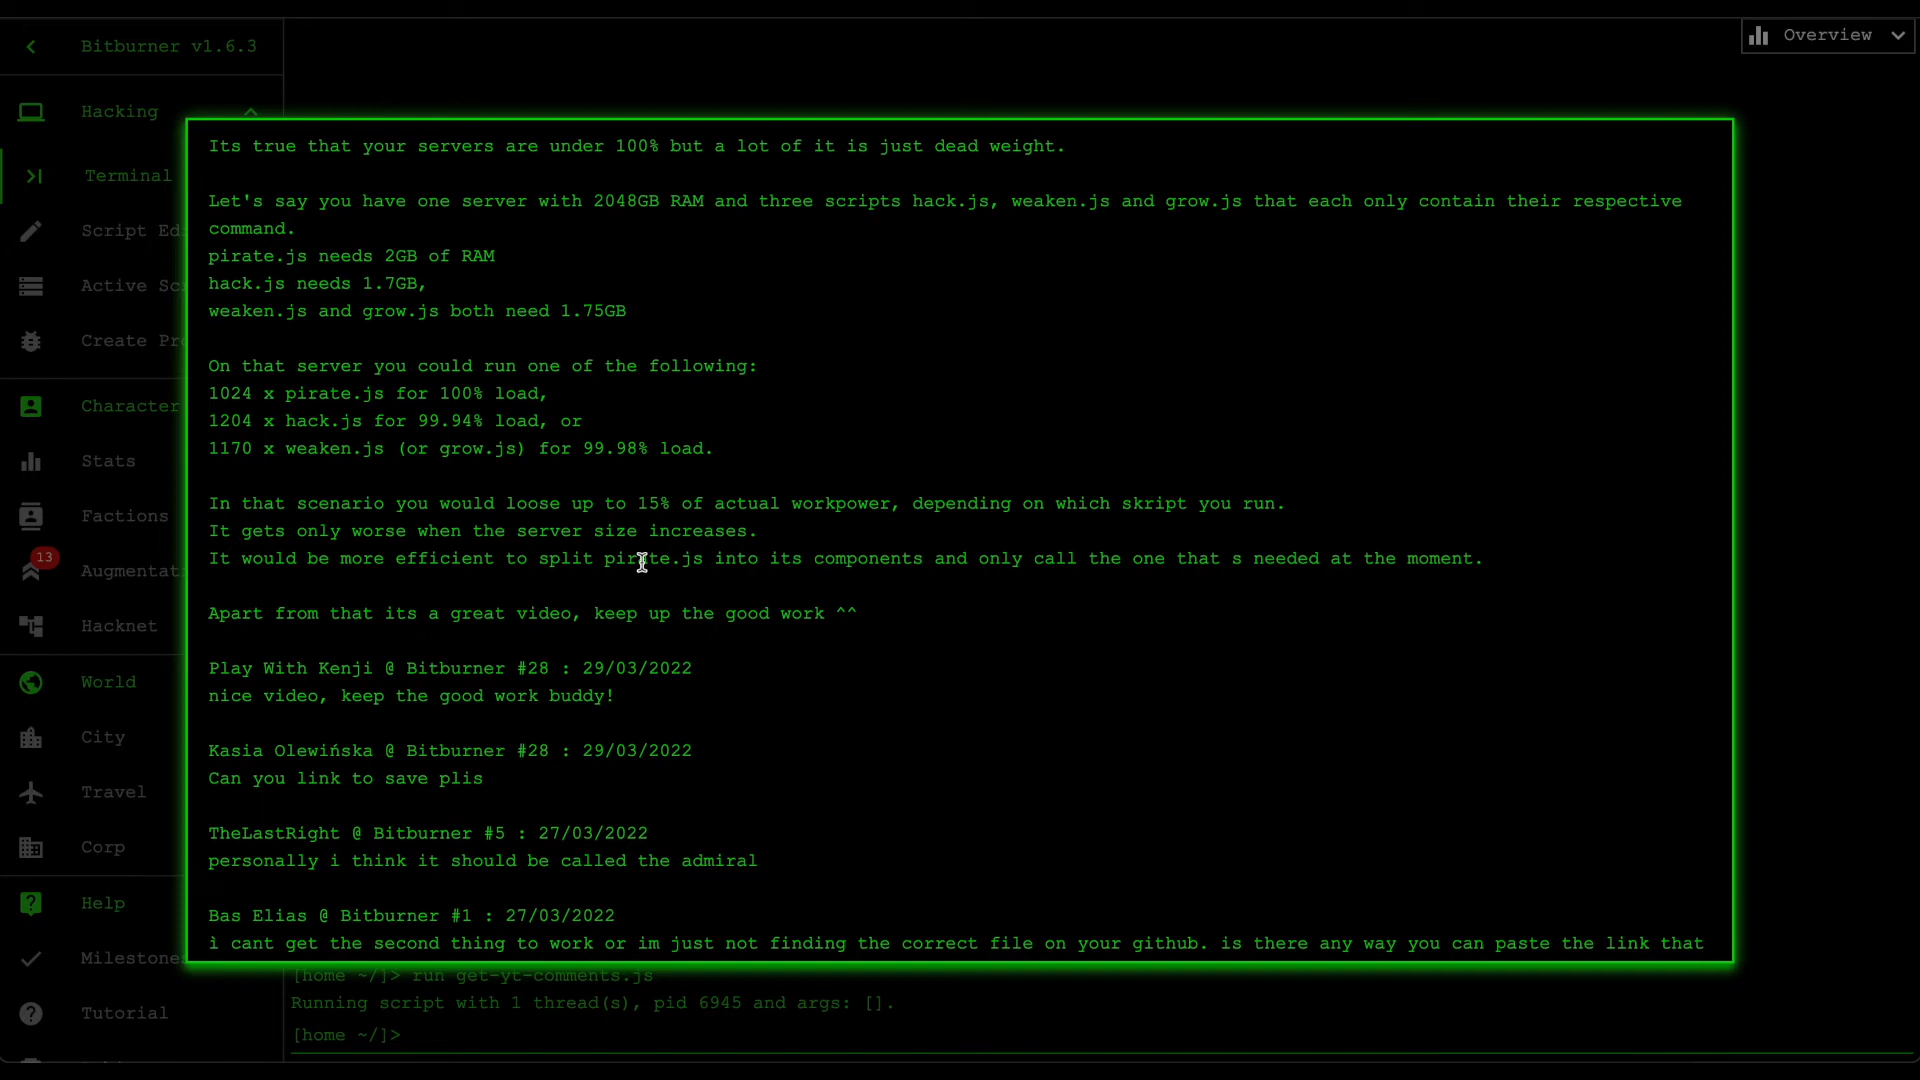 Bitburner v1.6.3
Overview
Hacking
Terminal
Script Ed
Active Sc
Create Pr
Character
Stats
Factions
13
Augmentat
Hacknet
World
City
Travel
Corp
Help
Milestone
Tutorial
Its true that your servers are under 100% but a lot of it is just dead weight.
Let's say you have one server with 2048GB RAM and three scripts hack.js, weaken.js and grow.js that each only contain their respective
command.
pirate.js needs 2GB of RAM
hack.js needs 1.7GB,
weaken.js and grow.js both need 1.75GB
On that server you could run one of the following:
1024 x pirate.js for 100% load,
1204 x hack.js for 99.94% load, or
1170 x weaken.js (or grow.js) for 99.98% load.
In that scenario you would loose up to 15% of actual workpower, depending on which skript you run.
It gets only worse when the server size increases.
It would be more efficient to split pirate.js into its components and only call the one that s needed at the moment.
Apart from that its a great video, keep up the good work ^^
Play With Kenji @ Bitburner #28 : 29/03/2022
nice video, keep the good work buddy!
Kasia Olewińska @ Bitburner #28 : 29/03/2022
Can you link to save plis
TheLastRight @ Bitburner #5 : 27/03/2022
personally i think it should be called the admiral
Bas Elias @ Bitburner #1 : 27/03/2022
ì cant get the second thing to work or im just not finding the correct file on your github. is there any way you can paste the link that
[home ~/]> run get-yt-comments.js
Running script with 1 thread(s), pid 6945 and args: [].
[home ~/]>